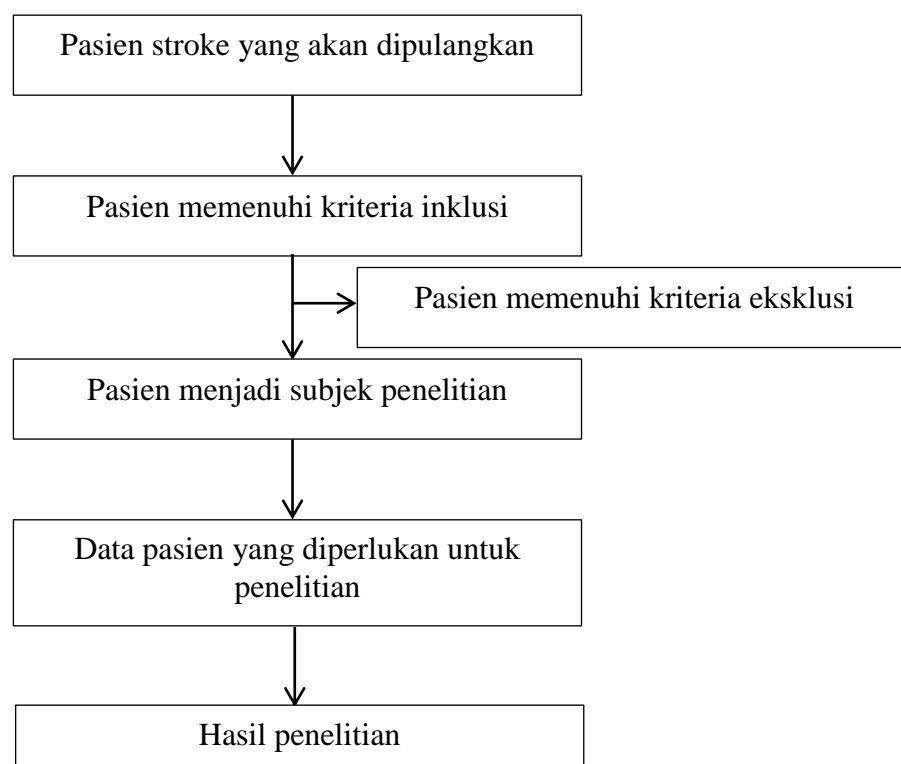 Pasien stroke yang akan dipulangkan
Pasien memenuhi kriteria inklusi
Pasien memenuhi kriteria eksklusi
Pasien menjadi subjek penelitian
Data pasien yang diperlukan untuk
penelitian
Hasil penelitian